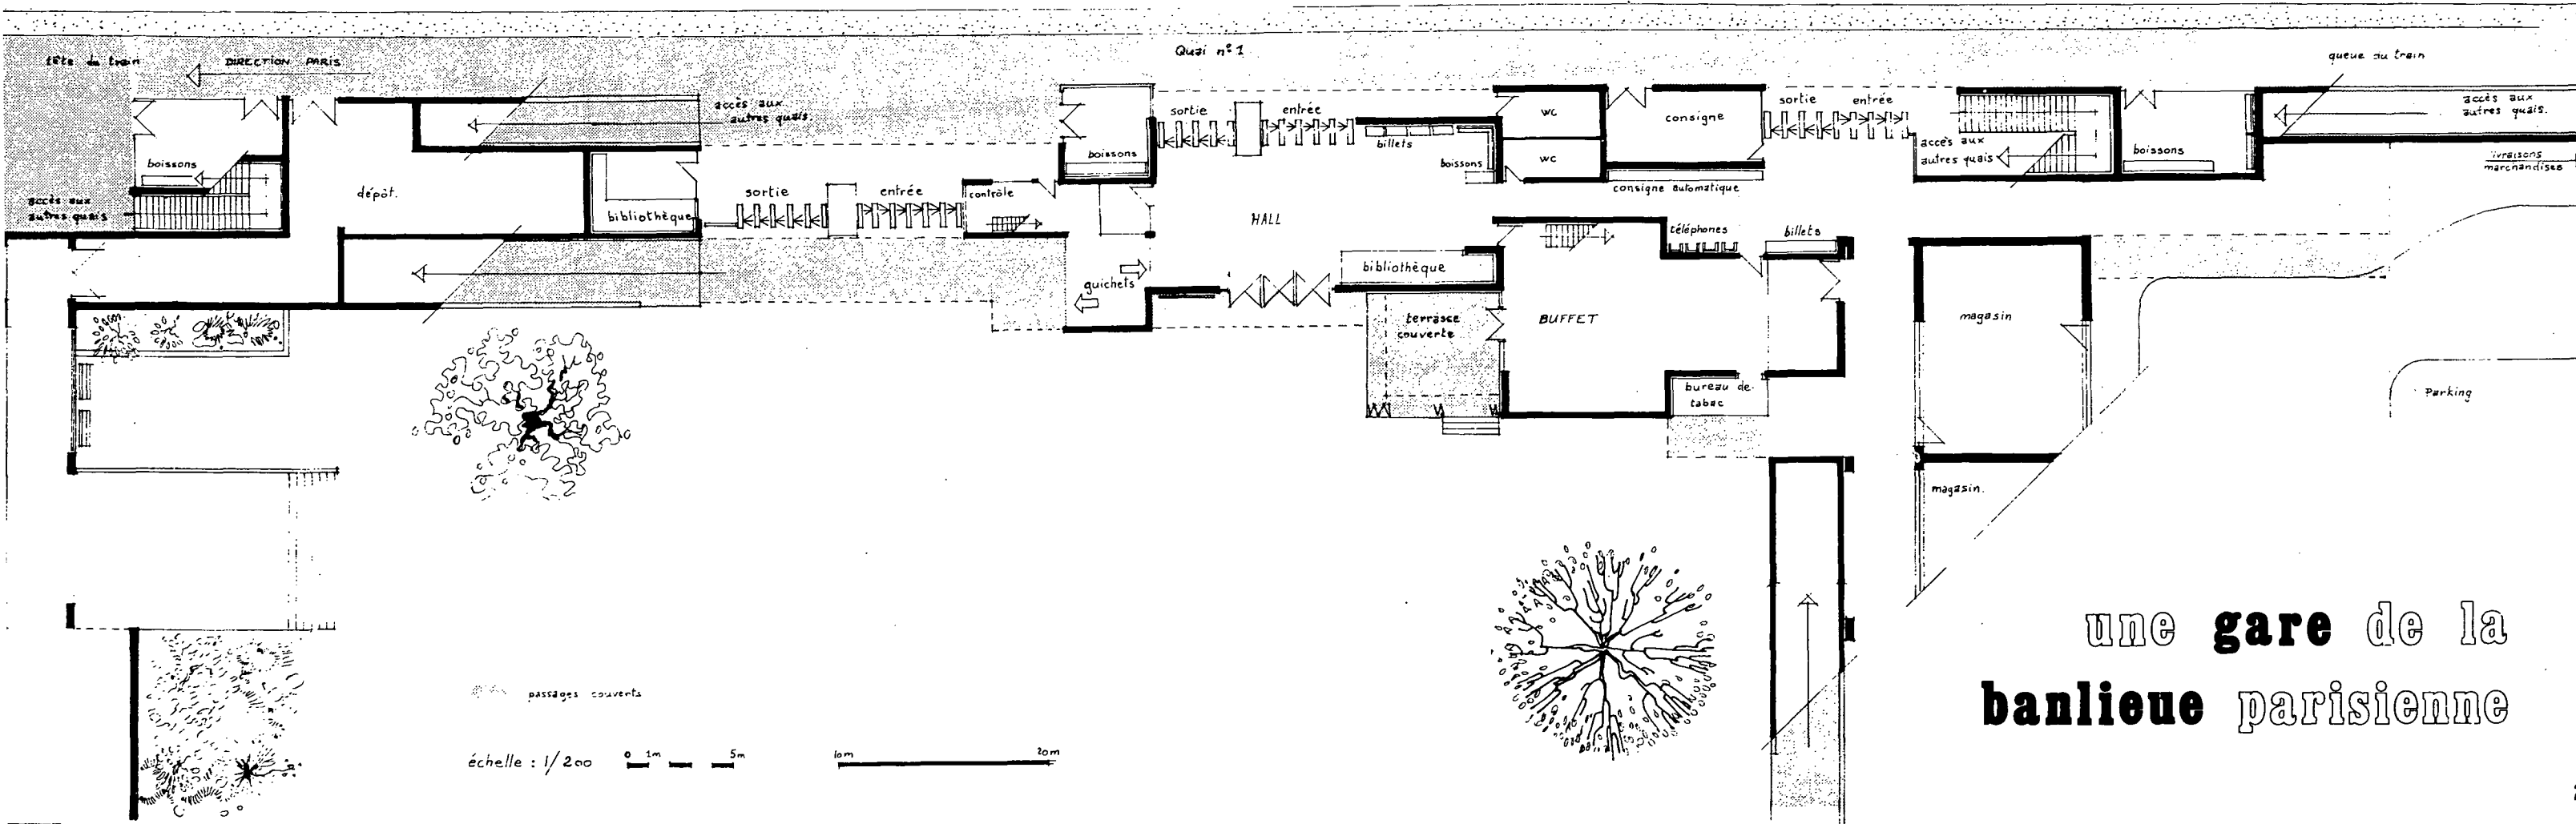 Quai n° 1
tête du train
DIRECTION PARIS
queue du train
accès aux
autres quais.
sortie
entrée
WC
consigne
sortie
entrée
accès aux
autres quais.
boissons
boissons
billets
boissons
WC
accès aux
autres quais
boissons
livraisons
marchandises
dépôt.
accès aux
autres quais
bibliothèque
sortie
entrée
contrôle
consigne automatique
HALL
téléphones
billets
guichets
bibliothèque
terrasse
couverte
BUFFET
magasin
bureau de
tabac
Parking
magasin.
une gare de la
banlieue parisienne
passages couverts
échelle : 1/200
0 1m 5m
10m 20m